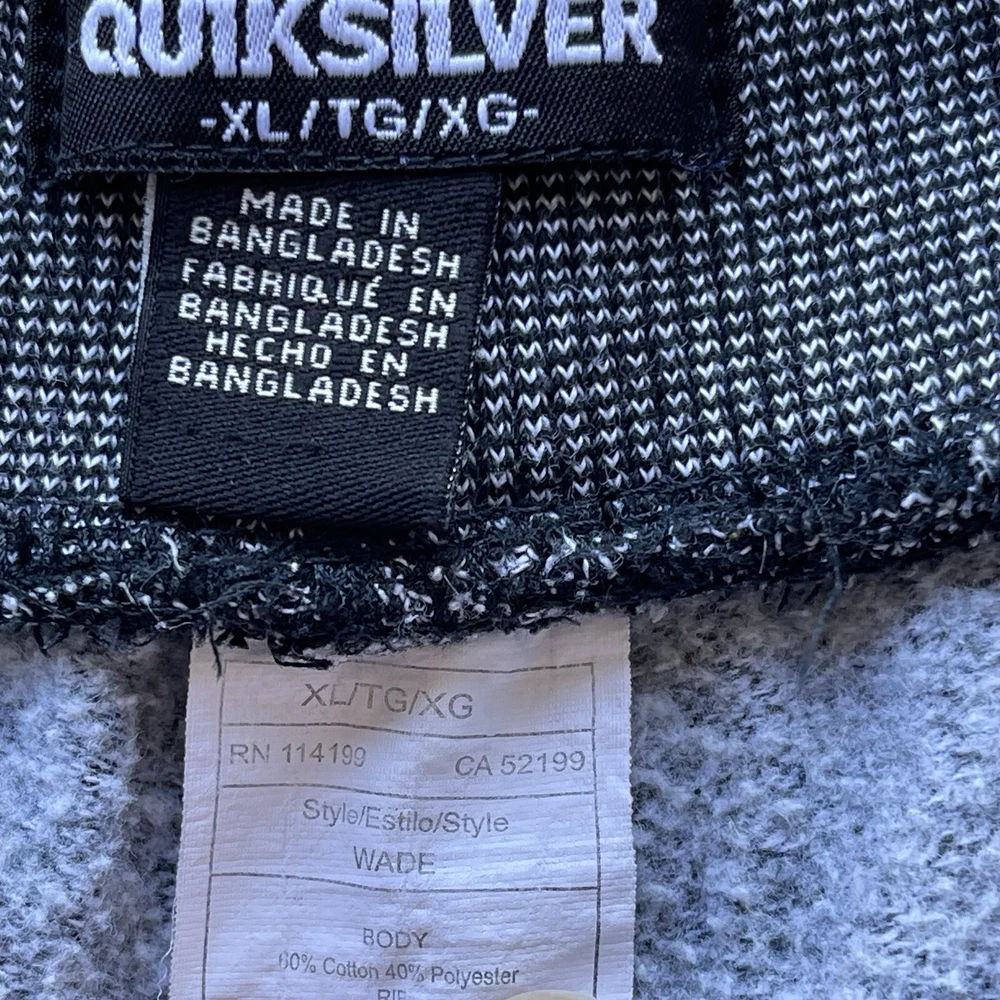 QUIKSILVER
-XL/TG/XG-
MADE IN
BANGLADESH
FABRIQUÉ EN
BANGLADESH
HECHO EN
BANGLADESH
XL/TG/XG
RN 114199 CA 52199
Style/Estilo/Style
WADE
BODY
60% Cotton 40% Polyester